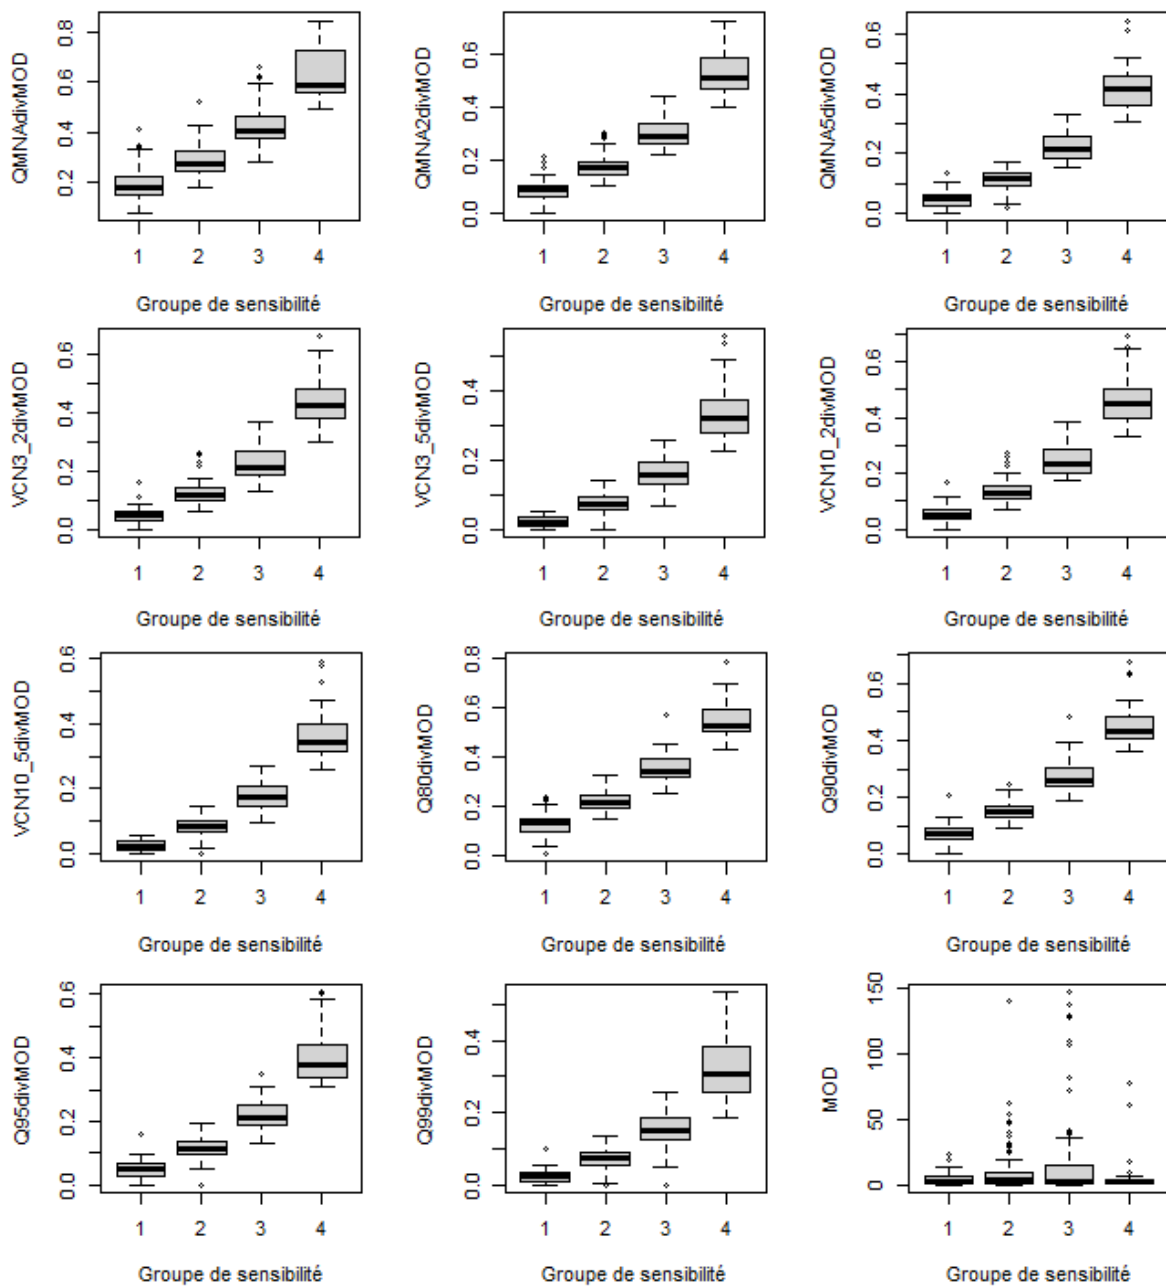 QMNAdivMOD
0.2 0.4 0.6 0.8
1 2 3 4
Groupe de sensibilité
QMNA2divMOD
0.0 0.2 0.4 0.6
1 2 3 4
Groupe de sensibilité
QMNA5divMOD
0.0 0.2 0.4 0.6
1 2 3 4
Groupe de sensibilité
VCN3_2divMOD
0.0 0.2 0.4 0.6
1 2 3 4
Groupe de sensibilité
VCN3_5divMOD
0.0 0.2 0.4
1 2 3 4
Groupe de sensibilité
VCN10_2divMOD
0.0 0.2 0.4 0.6
1 2 3 4
Groupe de sensibilité
VCN10_5divMOD
0.0 0.2 0.4 0.6
1 2 3 4
Groupe de sensibilité
Q80divMOD
0.0 0.2 0.4 0.6 0.8
1 2 3 4
Groupe de sensibilité
Q90divMOD
0.0 0.2 0.4 0.6
1 2 3 4
Groupe de sensibilité
Q95divMOD
0.0 0.2 0.4 0.6
1 2 3 4
Groupe de sensibilité
Q99divMOD
0.0 0.2 0.4
1 2 3 4
Groupe de sensibilité
MOD
0 50 100 150
1 2 3 4
Groupe de sensibilité